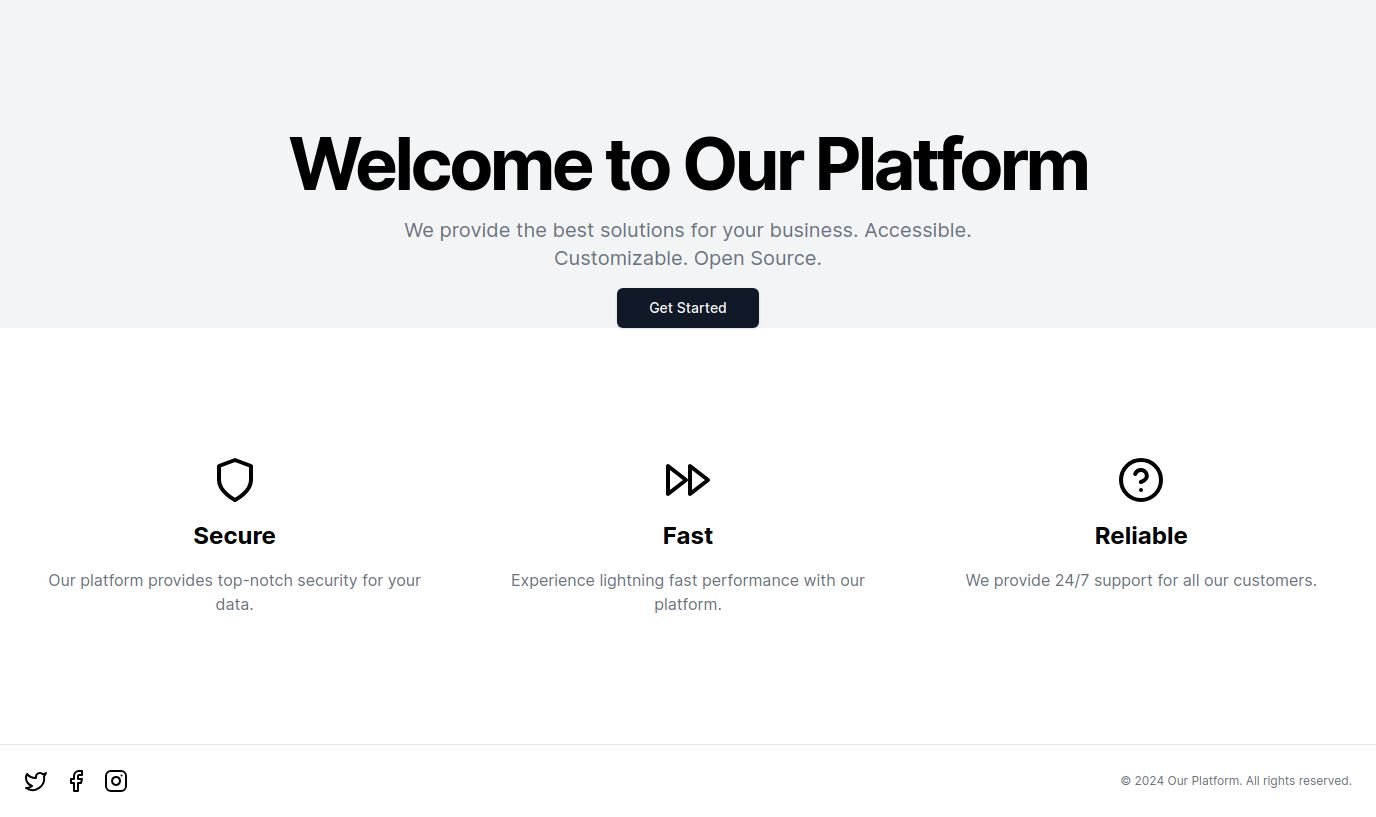 Welcome to Our Platform
We provide the best solutions for your business. Accessible.
Customizable. Open Source.
Get Started
Secure
Our platform provides top-notch security for your
data.
Fast
Experience lightning fast performance with our
platform.
Reliable
We provide 24/7 support for all our customers.
© 2024 Our Platform. All rights reserved.